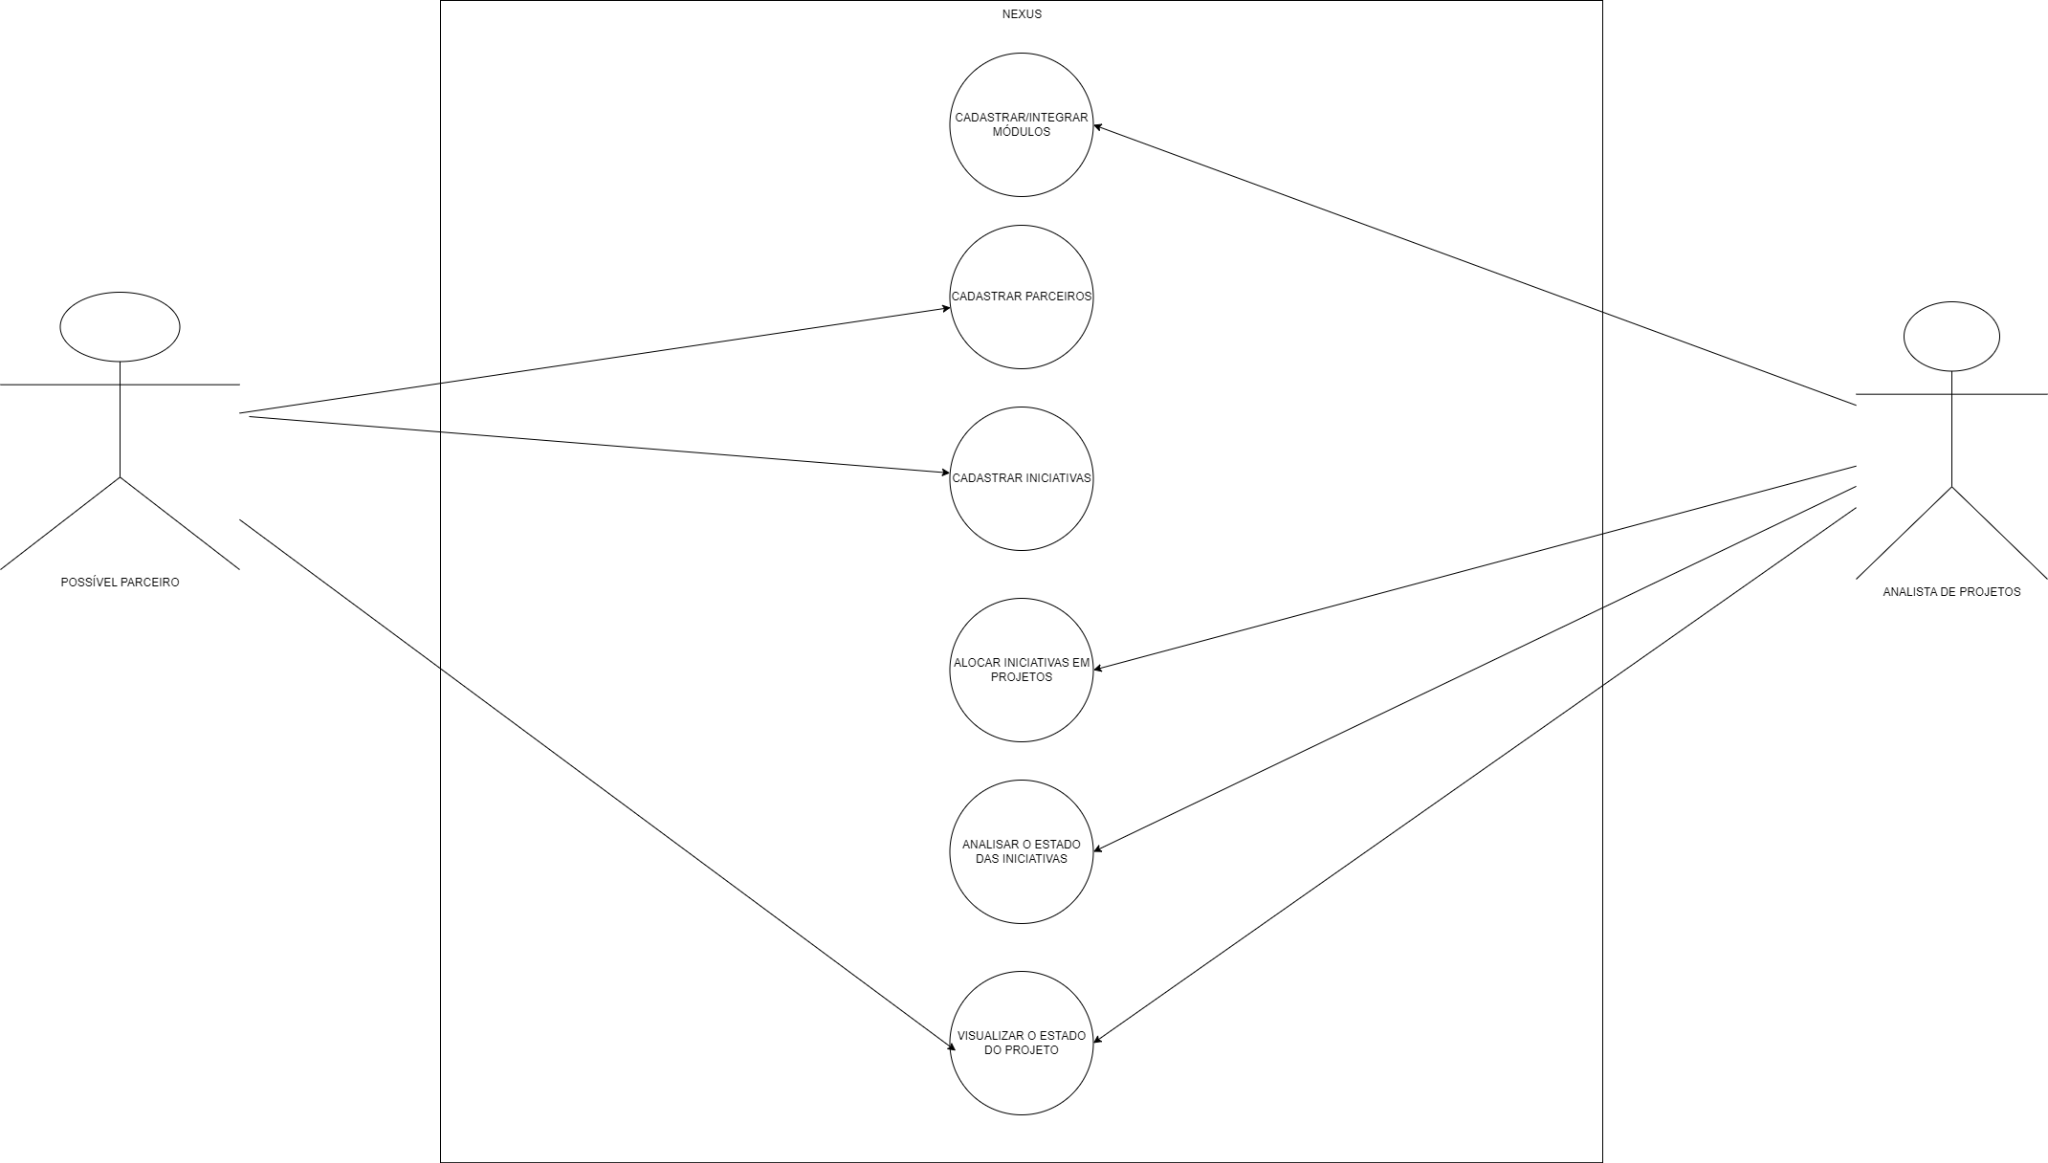 NEXUS
CADASTRAR/INTEGRAR
MÓDULOS
CADASTRAR PARCEIROS
CADASTRAR INICIATIVAS
POSSÍVEL PARCEIRO
ANALISTA DE PROJETOS
ALOCAR INICIATIVAS EM
PROJETOS
ANALISAR O ESTADO
DAS INICIATIVAS
VISUALIZAR O ESTADO
DO PROJETO